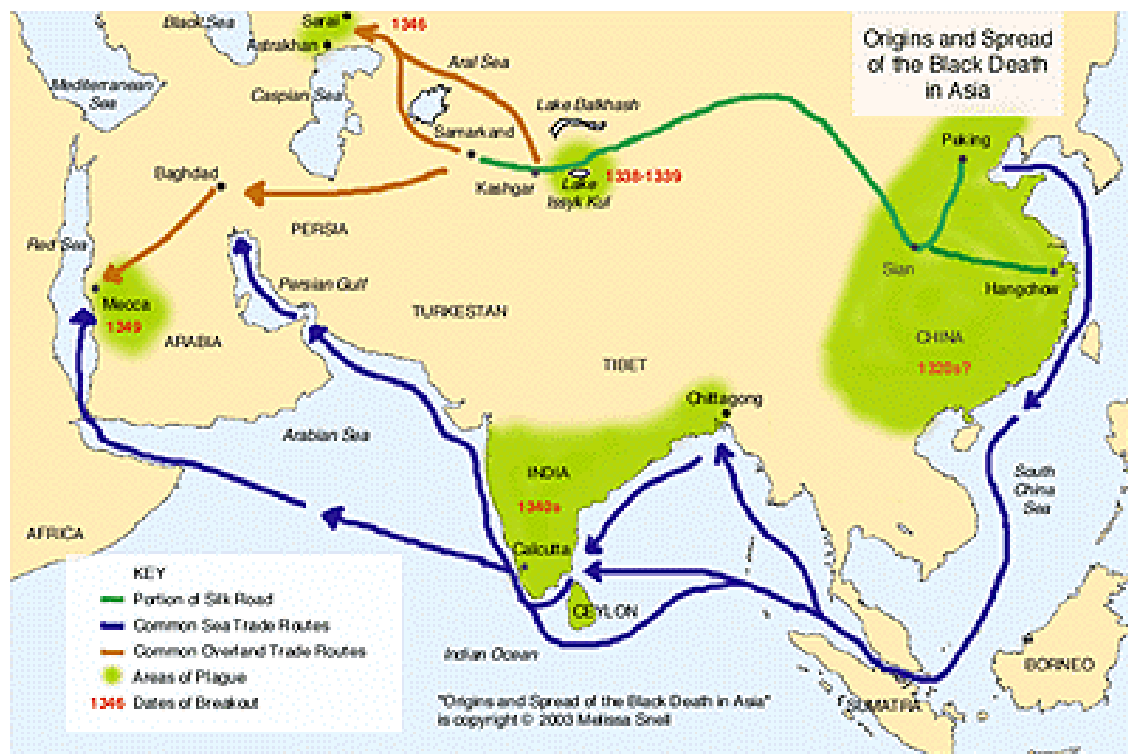 Origins and Spread
of the Black Death
in Asia
Black Sea
Sarai
1346
Astrakhan
Mediterranean
Sea
Caspian Sea
Aral Sea
Lake Balkhash
Samarkand
Kashgar
Lake
Issyk Kul
1338-1339
Peking
Baghdad
PERSIA
Red Sea
Persian Gulf
Mecca
1349
ARABIA
TURKESTAN
TIBET
Sian
Hangchow
CHINA
1320s?
Chittagong
Arabian Sea
INDIA
1340s
South
China
Sea
AFRICA
Calcutta
CEYLON
Indian Ocean
BORNEO
SUMATRA
KEY
Portion of Silk Road
Common Sea Trade Routes
Common Overland Trade Routes
Areas of Plague
1346 Dates of Breakout
"Origins and Spread of the Black Death in Asia"
is copyright © 2003 Melissa Snell